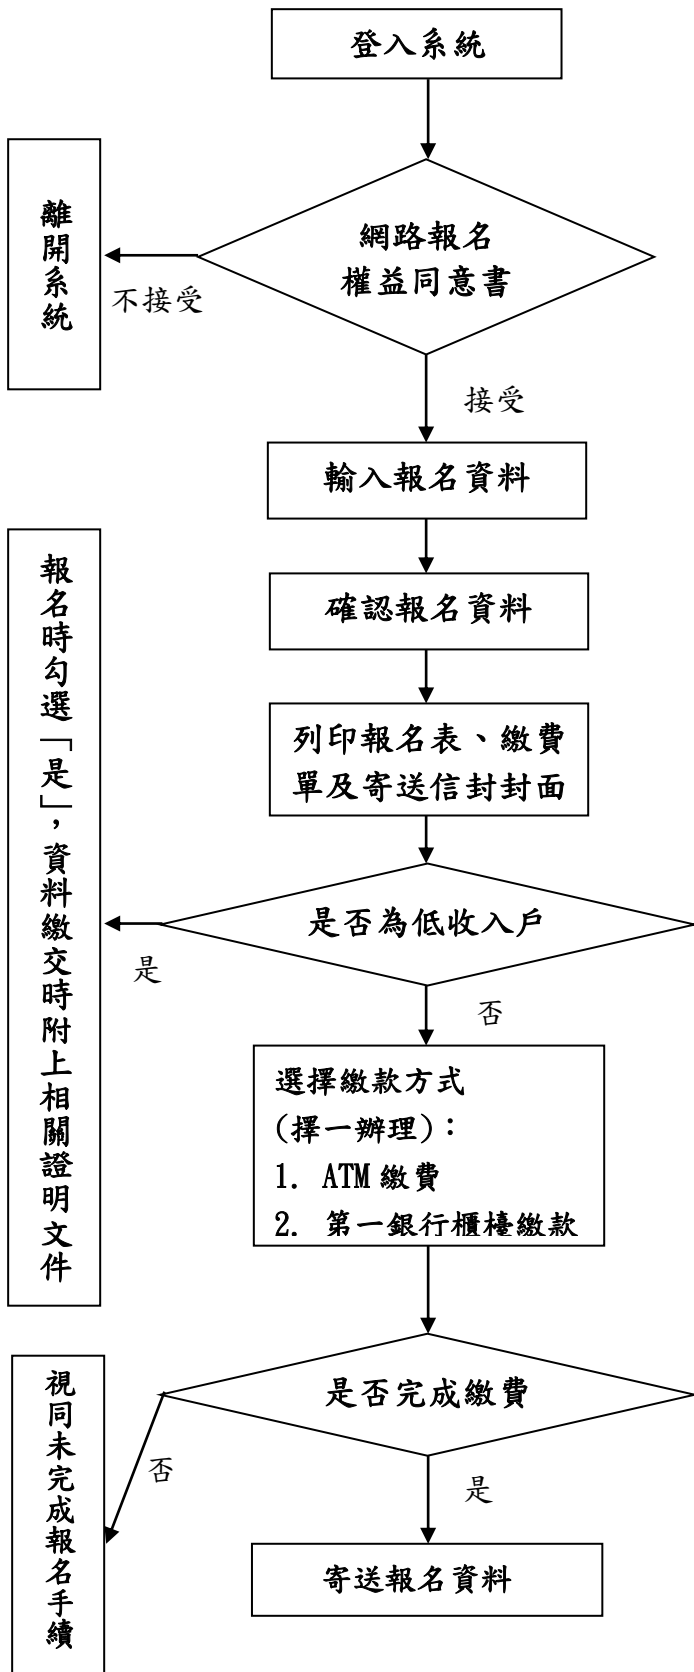 登入系統
離開系統
網路報名
權益同意書
不接受
接受
輸入報名資料
確認報名資料
列印報名表、繳費
單及寄送信封封面
報名時勾選「是」，資料繳交時附上相關證明文件
是否為低收入戶
是
否
選擇繳款方式
(擇一辦理)：
1. ATM 繳費
2. 第一銀行櫃檯繳款
是否完成繳費
視同未完成報名手續
否
是
寄送報名資料